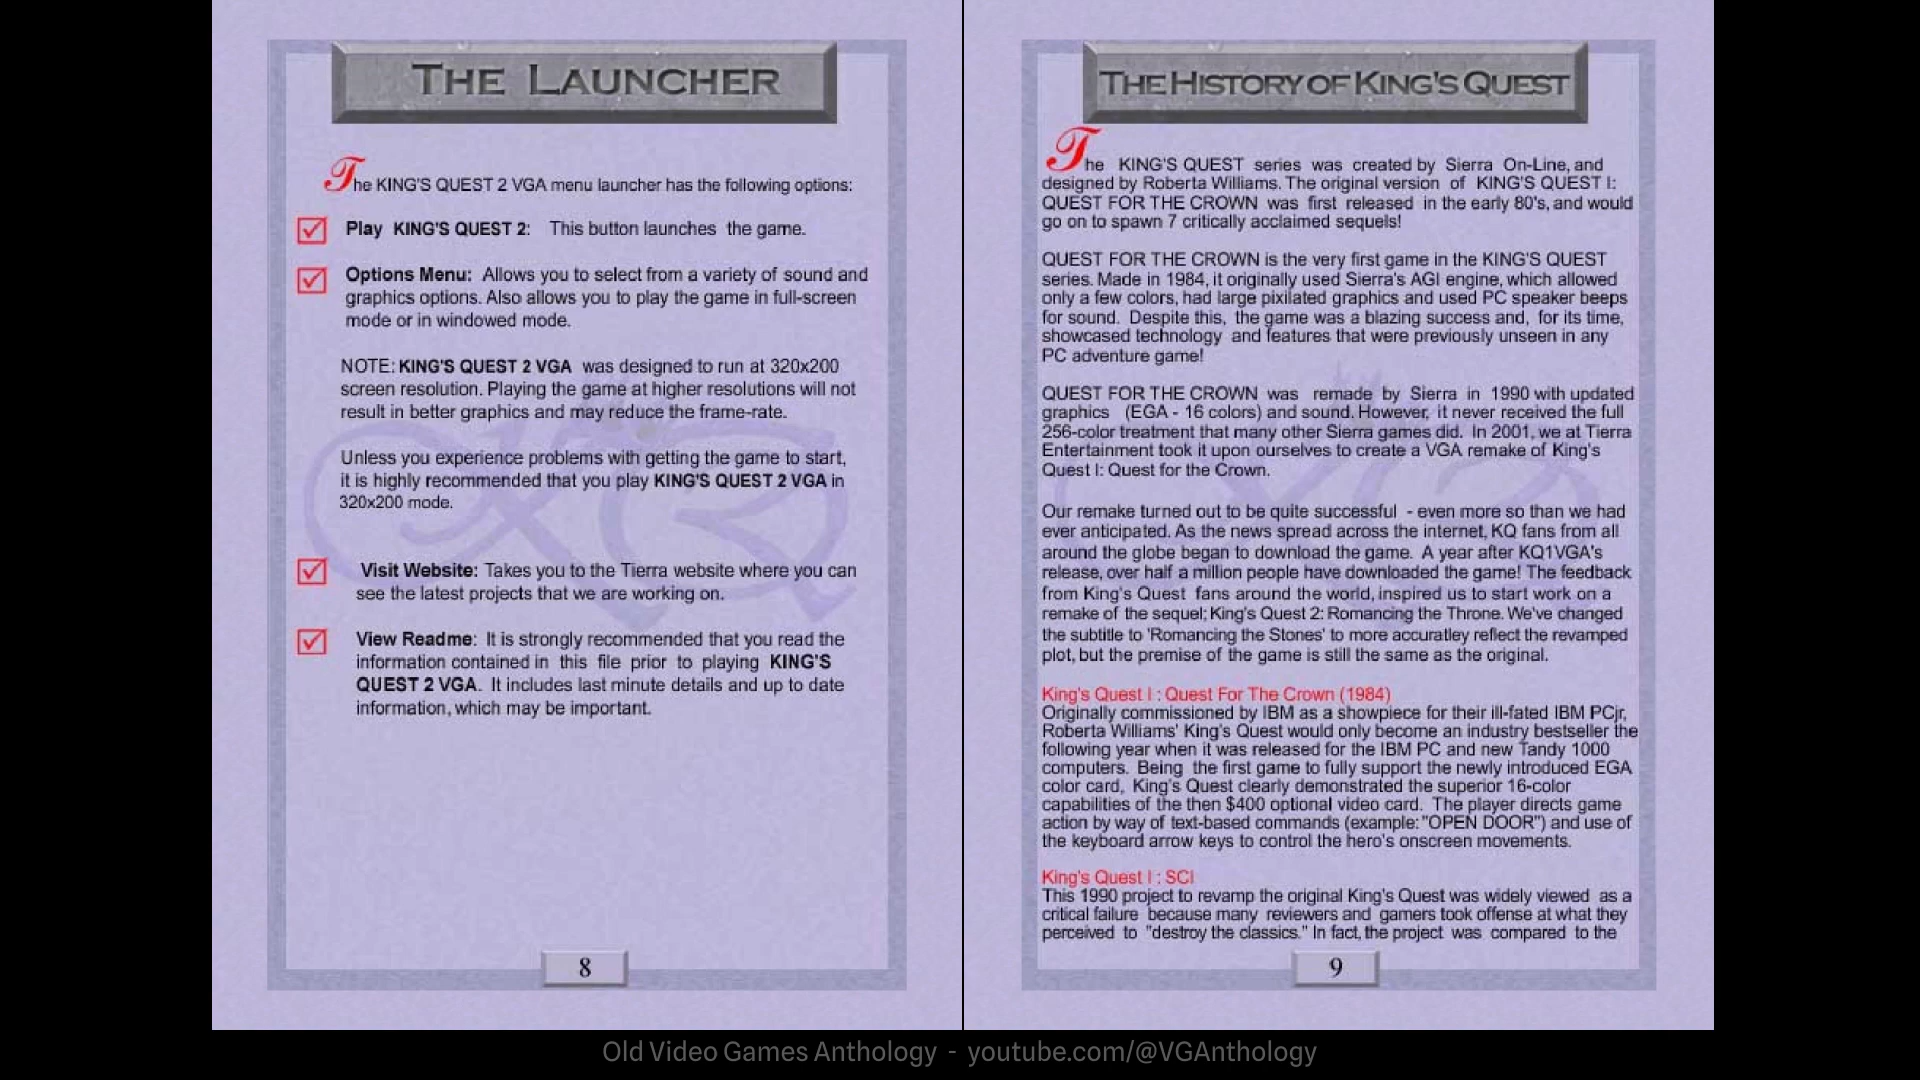 THE LAUNCHER
The KING'S QUEST 2 VGA menu launcher has the following options:
Play KING'S QUEST 2: This button launches the game.
Options Menu: Allows you to select from a variety of sound and
graphics options. Also allows you to play the game in full-screen
mode or in windowed mode.
NOTE: KING'S QUEST 2 VGA was designed to run at 320x200
screen resolution. Playing the game at higher resolutions will not
result in better graphics and may reduce the frame-rate.
Unless you experience problems with getting the game to start,
it is highly recommended that you play KING'S QUEST 2 VGA in
320x200 mode.
Visit Website: Takes you to the Tierra website where you can
see the latest projects that we are working on.
View Readme: It is strongly recommended that you read the
information contained in this file prior to playing KING'S
QUEST 2 VGA. It includes last minute details and up to date
information, which may be important.
8
THE HISTORY OF KING'S QUEST
The KING'S QUEST series was created by Sierra On-Line, and
designed by Roberta Williams. The original version of KING'S QUEST I:
QUEST FOR THE CROWN was first released in the early 80's, and would
go on to spawn 7 critically acclaimed sequels!
QUEST FOR THE CROWN is the very first game in the KING'S QUEST
series. Made in 1984, it originally used Sierra's AGI engine, which allowed
only a few colors, had large pixilated graphics and used PC speaker beeps
for sound. Despite this, the game was a blazing success and, for its time,
showcased technology and features that were previously unseen in any
PC adventure game!
QUEST FOR THE CROWN was remade by Sierra in 1990 with updated
graphics (EGA - 16 colors) and sound. However, it never received the full
256-color treatment that many other Sierra games did. In 2001, we at Tierra
Entertainment took it upon ourselves to create a VGA remake of King's
Quest I: Quest for the Crown.
Our remake turned out to be quite successful - even more so than we had
ever anticipated. As the news spread across the internet, KQ fans from all
around the globe began to download the game. A year after KQ1VGA's
release, over half a million people have downloaded the game! The feedback
from King's Quest fans around the world, inspired us to start work on a
remake of the sequel; King's Quest 2: Romancing the Throne. We've changed
the subtitle to 'Romancing the Stones' to more accuratley reflect the revamped
plot, but the premise of the game is still the same as the original.
King's Quest I : Quest For The Crown (1984)
Originally commissioned by IBM as a showpiece for their ill-fated IBM PCjr,
Roberta Williams' King's Quest would only become an industry bestseller the
following year when it was released for the IBM PC and new Tandy 1000
computers. Being the first game to fully support the newly introduced EGA
color card, King's Quest clearly demonstrated the superior 16-color
capabilities of the then $400 optional video card. The player directs game
action by way of text-based commands (example: "OPEN DOOR") and use of
the keyboard arrow keys to control the hero's onscreen movements.
King's Quest I : SCI
This 1990 project to revamp the original King's Quest was widely viewed as a
critical failure because many reviewers and gamers took offense at what they
perceived to "destroy the classics." In fact, the project was compared to the
9
Old Video Games Anthology - youtube.com/@VGAnthology